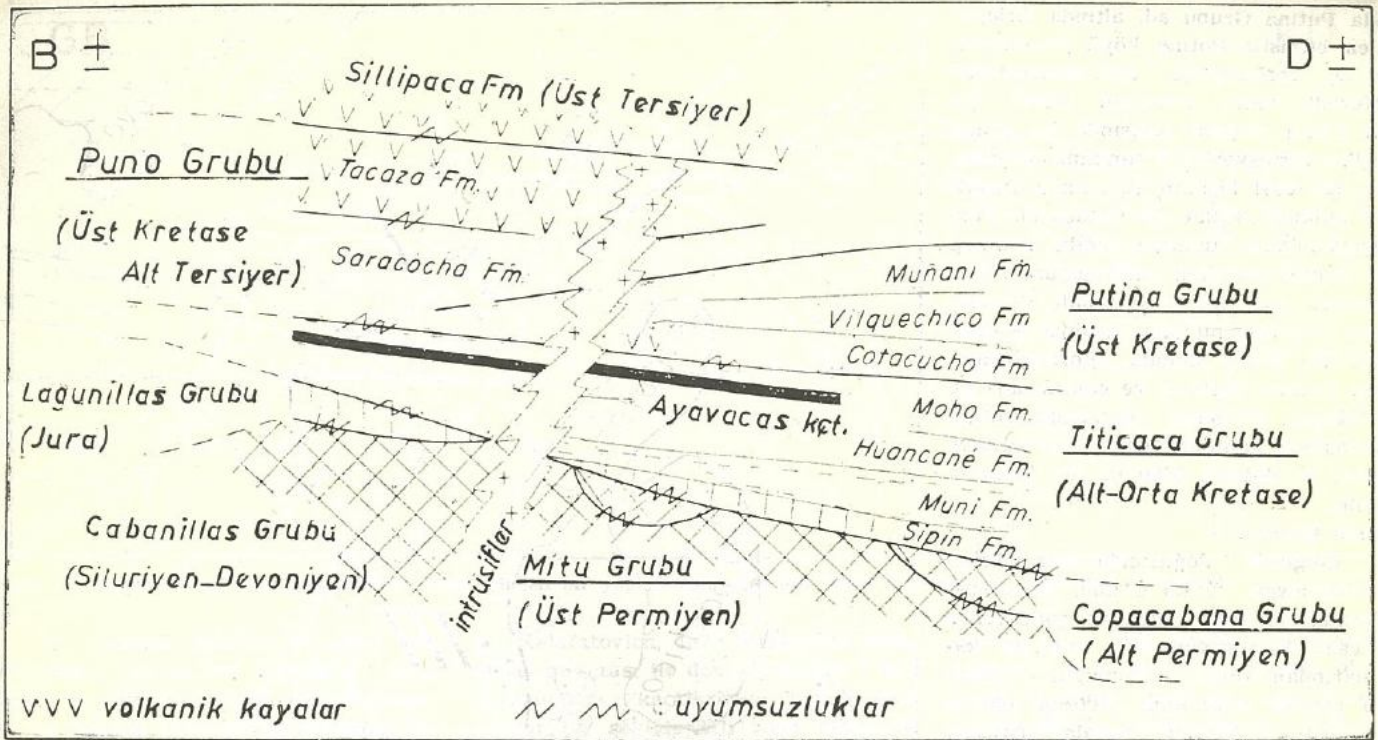 B ±
D ±
Sillipaca Fm (Üst Tersiyer)
Puno Grubu
Tacaza Fm.
(Üst Kretase
Alt Tersiyer)
Saracocha Fm.
Muñani Fm.
Vilquechico Fm
Cotacucho Fm
Putina Grubu
(Üst Kretase)
Lagunillas Grubu
(Jura)
Ayavacas kçt.
Moho Fm.
Huancané Fm.
Muni Fm.
Sipin Fm.
Titicaca Grubu
(Alt-Orta Kretase)
Cabanillas Grubu
(Siluriyen-Devoniyen)
intrüsifler
Mitu Grubu
(Üst Permiyen)
Copacabana Grubu
(Alt Permiyen)
VVV volkanik kayalar
: uyumsuzluklar